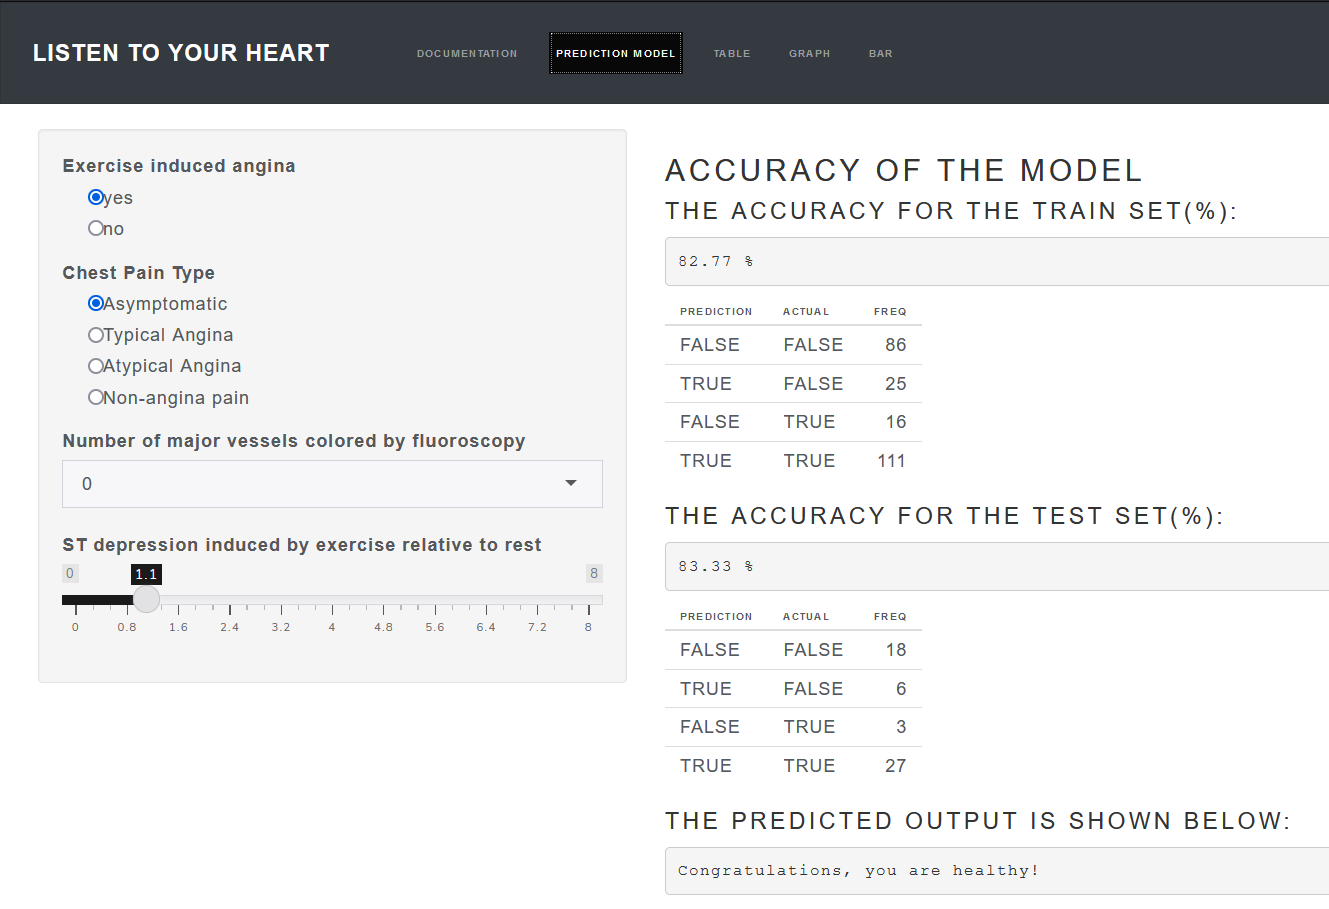 LISTEN TO YOUR HEART DOCUMENTATION PREDICTION MODEL TABLE GRAPH BAR
Exercise induced angina
yes
no
Chest Pain Type
Asymptomatic
Typical Angina
Atypical Angina
Non-angina pain
Number of major vessels colored by fluoroscopy
0
ST depression induced by exercise relative to rest
0 1.1 8
0 0.8 1.6 2.4 3.2 4 4.8 5.6 6.4 7.2 8
ACCURACY OF THE MODEL
THE ACCURACY FOR THE TRAIN SET(%):
82.77 %
PREDICTION ACTUAL FREQ
FALSE FALSE 86
TRUE FALSE 25
FALSE TRUE 16
TRUE TRUE 111
THE ACCURACY FOR THE TEST SET(%):
83.33 %
PREDICTION ACTUAL FREQ
FALSE FALSE 18
TRUE FALSE 6
FALSE TRUE 3
TRUE TRUE 27
THE PREDICTED OUTPUT IS SHOWN BELOW:
Congratulations, you are healthy!